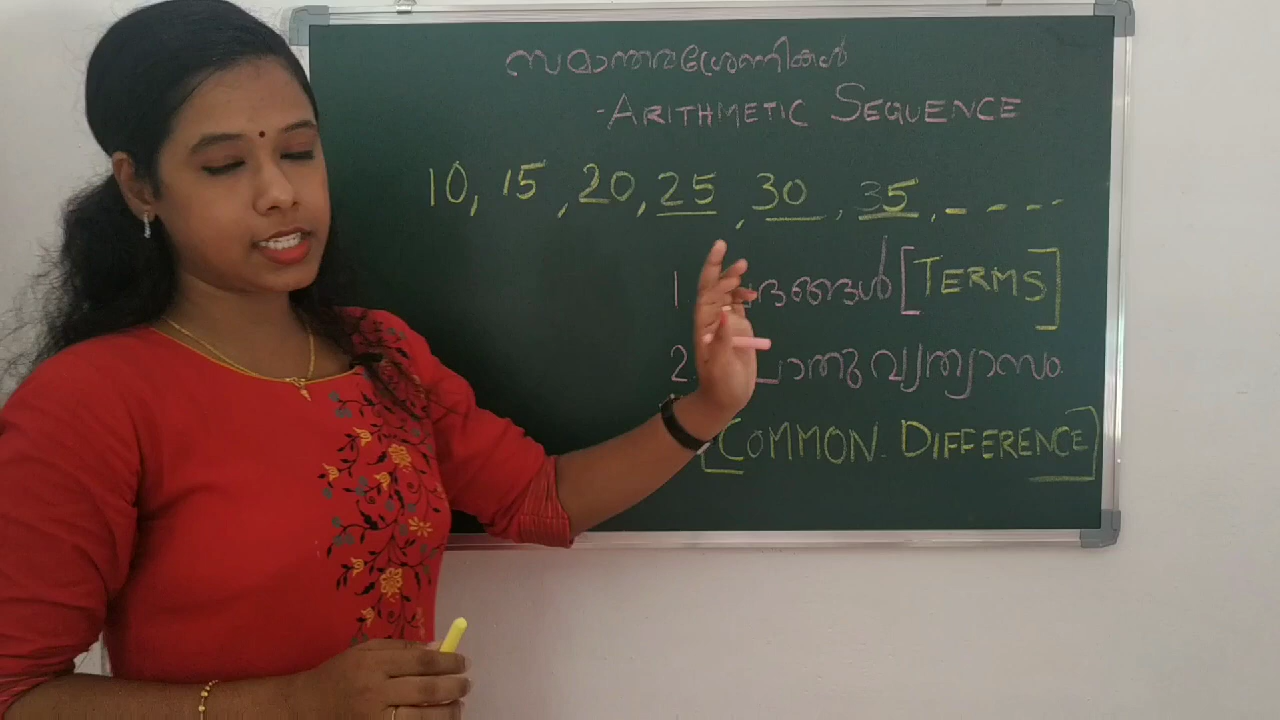 സമാന്തരശ്രേണികൾ
-ARITHMETIC SEQUENCE
10, 15, 20, 25, 30, 35, - - - -
1 [TERMS]
2
[COMMON DIFFERENCE]